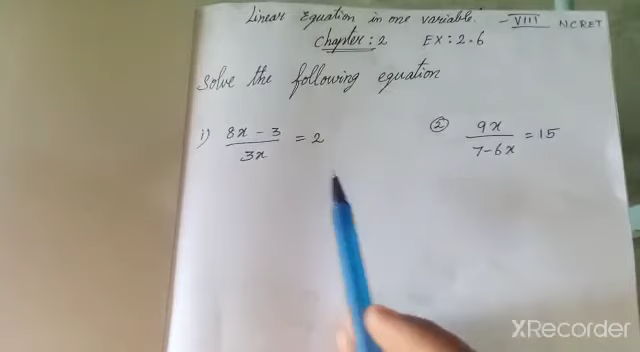 Linear Equation in one variable. - VIII NCRET
Chapter: 2 EX: 2.6
Solve the following equation
i) 8x - 3 / 3x = 2
② 9x / 7-6x = 15
XRecorder